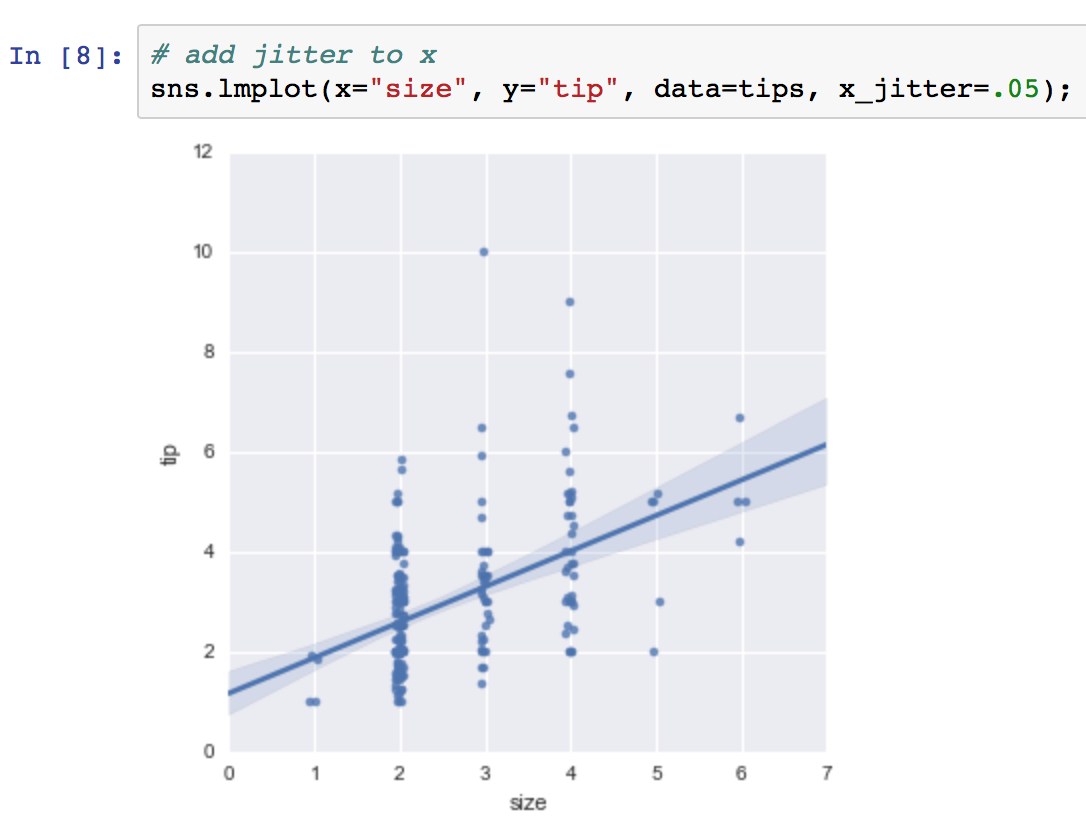 In [8]:
# add jitter to x
sns.lmplot(x="size", y="tip", data=tips, x_jitter=.05);
12
10
8
6
4
2
0
tip
0 1 2 3 4 5 6 7
size